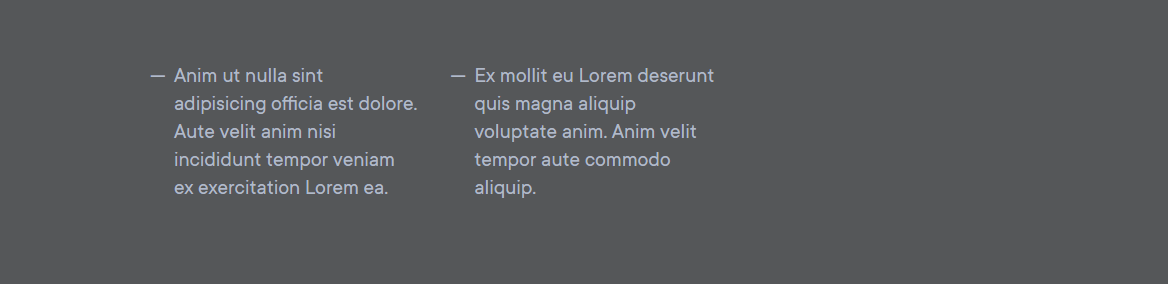 — Anim ut nulla sint
adipisicing officia est dolore.
Aute velit anim nisi
incididunt tempor veniam
ex exercitation Lorem ea.
— Ex mollit eu Lorem deserunt
quis magna aliquip
voluptate anim. Anim velit
tempor aute commodo
aliquip.